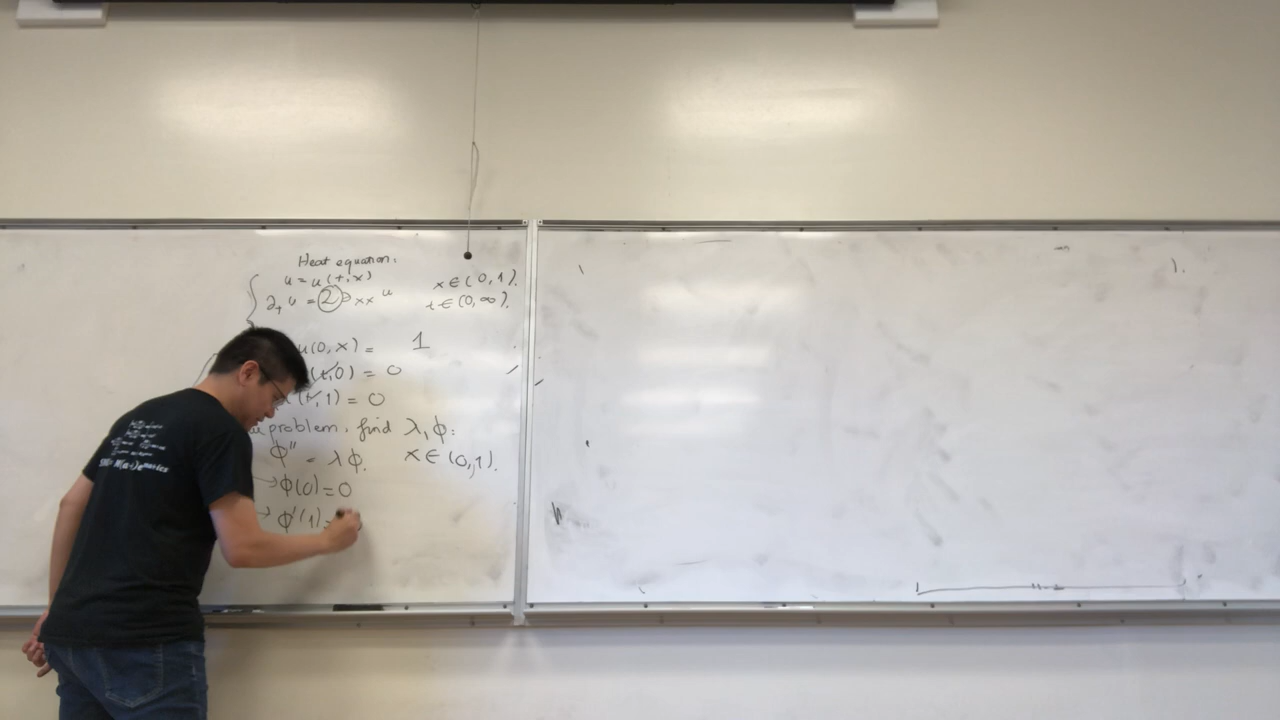 Heat equation:
u = u(t,x)    x ∈ (0,1).
∂ₜu = 2 ∂ₓₓ u    t ∈ (0,∞).
u(0,x) = 1
(t,0) = 0
(t,1) = 0
problem, find λ, ϕ:
ϕ'' = λϕ.    x ∈ (0,1).
→ϕ(0)=0
→ϕ'(1)=